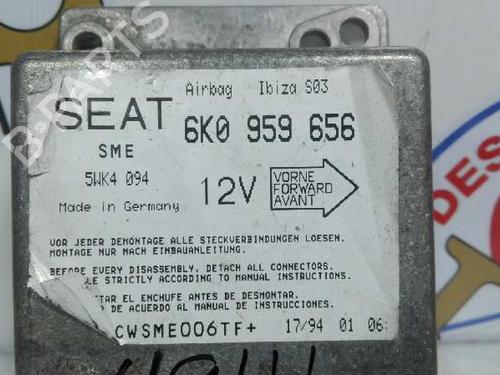 Airbag Ibiza S03
SEAT 6K0 959 656
SME
5WK4 094
12V
VORNE
FORWARD
AVANT
Made in Germany
VOR JEDER DEMONTAGE ALLE STECKVERBINDUNGEN LOESEN.
MONTAGE NUR NACH EINBAUANLEITUNG.
BEFORE EVERY DISASSEMBLY, DETACH ALL CONNECTORS.
STRICTLY ACCORDING TO MANUAL INSTRUCTIONS.
EL ENCHUFE ANTES DE DESMONTAR.
DE ACUERDO AL MANUAL DE INSTRUCCIONES.
CWSME006TF+ 17/94 01 06
B-PARTS
DES